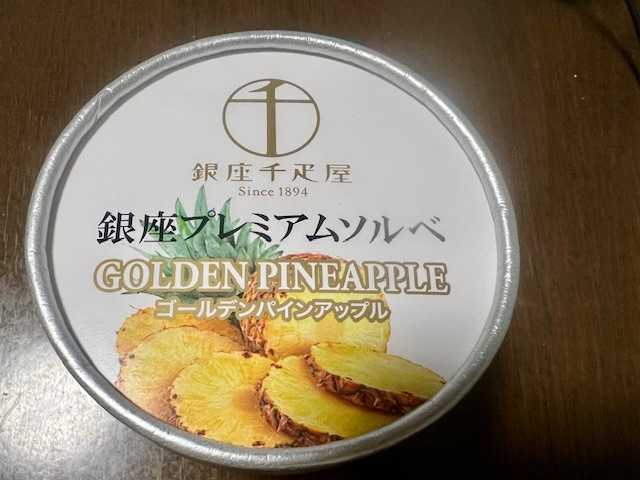 千
銀座千疋屋
Since 1894
銀座プレミアムソルベ
GOLDEN PINEAPPLE
ゴールデンパインアップル